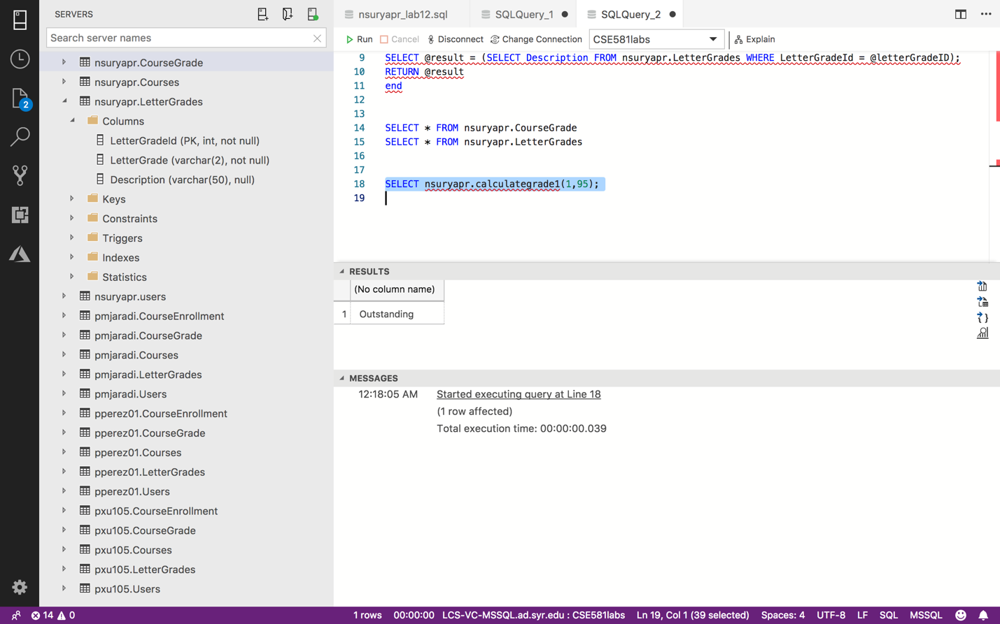 SERVERS
Search server names
nsuryapr.CourseGrade
nsuryapr.Courses
nsuryapr.LetterGrades
Columns
LetterGradeId (PK, int, not null)
LetterGrade (varchar(2), not null)
Description (varchar(50), null)
Keys
Constraints
Triggers
Indexes
Statistics
nsuryapr.users
pmjaradi.CourseEnrollment
pmjaradi.CourseGrade
pmjaradi.Courses
pmjaradi.LetterGrades
pmjaradi.Users
pperez01.CourseEnrollment
pperez01.CourseGrade
pperez01.Courses
pperez01.LetterGrades
pperez01.Users
pxu105.CourseEnrollment
pxu105.CourseGrade
pxu105.Courses
pxu105.LetterGrades
pxu105.Users
2
nsuryapr_lab12.sql SQLQuery_1 SQLQuery_2
Run Cancel Disconnect Change Connection CSE581labs Explain
9 SELECT @result = (SELECT Description FROM nsuryapr.LetterGrades WHERE LetterGradeId = @letterGradeID);
10 RETURN @result
11 end
12
13
14 SELECT * FROM nsuryapr.CourseGrade
15 SELECT * FROM nsuryapr.LetterGrades
16
17
18 SELECT nsuryapr.calculategrade1(1,95);
19
RESULTS
(No column name)
1 Outstanding
MESSAGES
12:18:05 AM Started executing query at Line 18
(1 row affected)
Total execution time: 00:00:00.039
14 0 1 rows 00:00:00 LCS-VC-MSSQL.ad.syr.edu : CSE581labs Ln 19, Col 1 (39 selected) Spaces: 4 UTF-8 LF SQL MSSQL